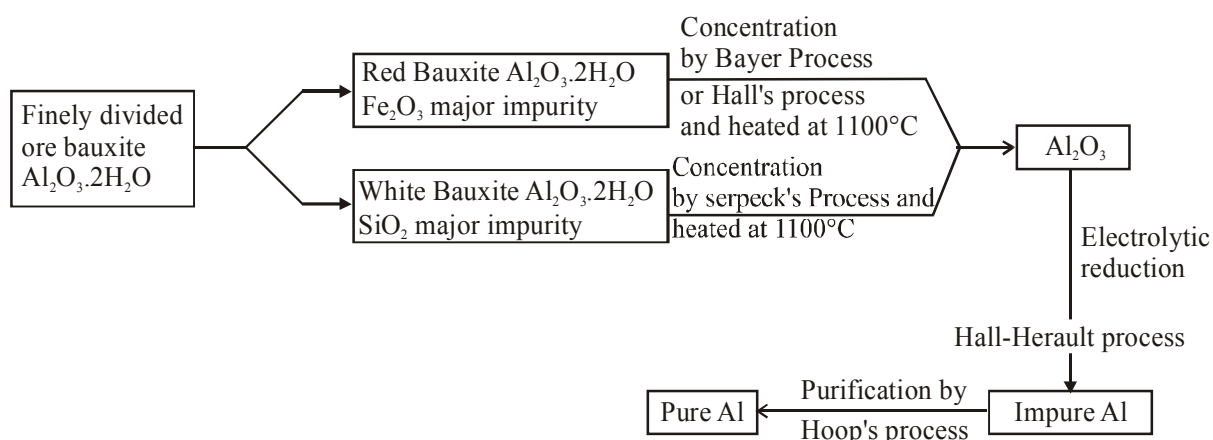 Finely divided
ore bauxite
Al₂O₃.2H₂O
Red Bauxite Al₂O₃.2H₂O
Fe₂O₃ major impurity
White Bauxite Al₂O₃.2H₂O
SiO₂ major impurity
Concentration
by Bayer Process
or Hall's process
and heated at 1100°C
Concentration
by serpeck's Process and
heated at 1100°C
Al₂O₃
Electrolytic
reduction
Hall-Herault process
Impure Al
Purification by
Hoop's process
Pure Al